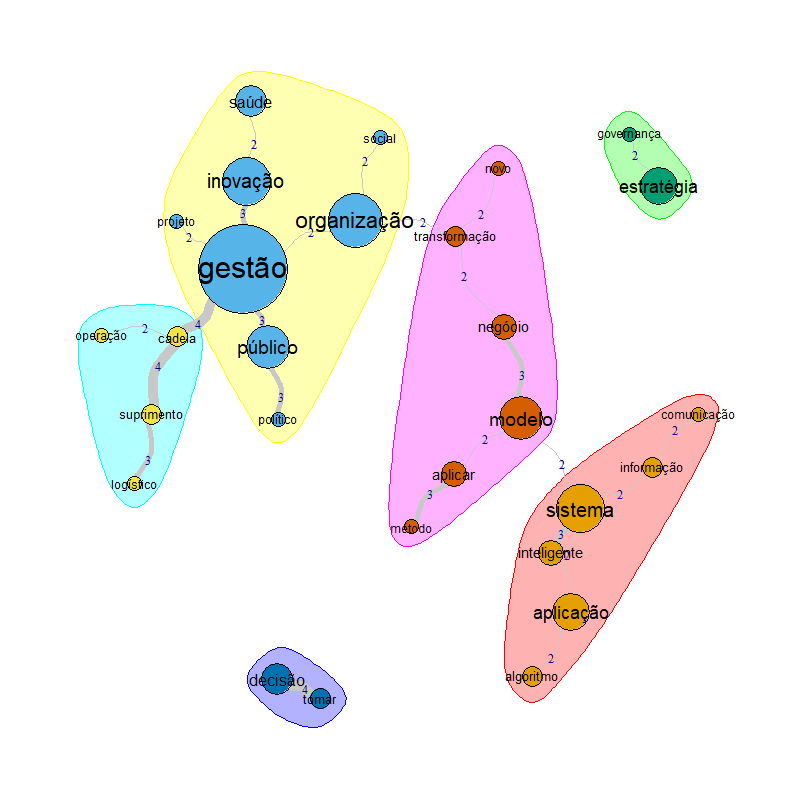 saúde
2
social
inovação
2
3
projeto
2
organização
2
gestão
2
4
3
público
3
político
operação
2
cadeia
4
suprimento
3
logístico
novo
2
transformação
2
negócio
3
modelo
2
2
aplicar
3
método
governança
2
estratégia
comunicação
2
informação
2
sistema
3
inteligente
2
aplicação
2
algoritmo
decisão
4
tomar